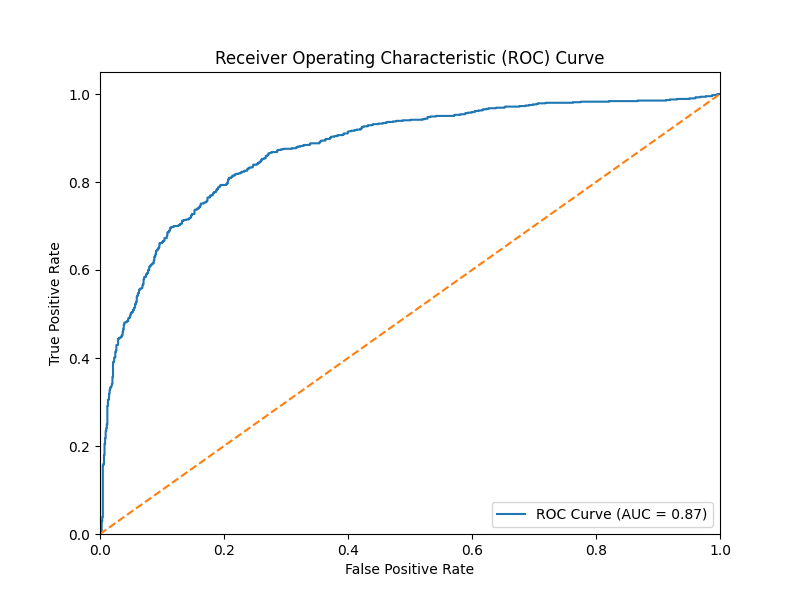 Receiver Operating Characteristic (ROC) Curve
1.0
0.8
0.6
0.4
0.2
0.0
True Positive Rate
ROC Curve (AUC = 0.87)
0.0 0.2 0.4 0.6 0.8 1.0
False Positive Rate